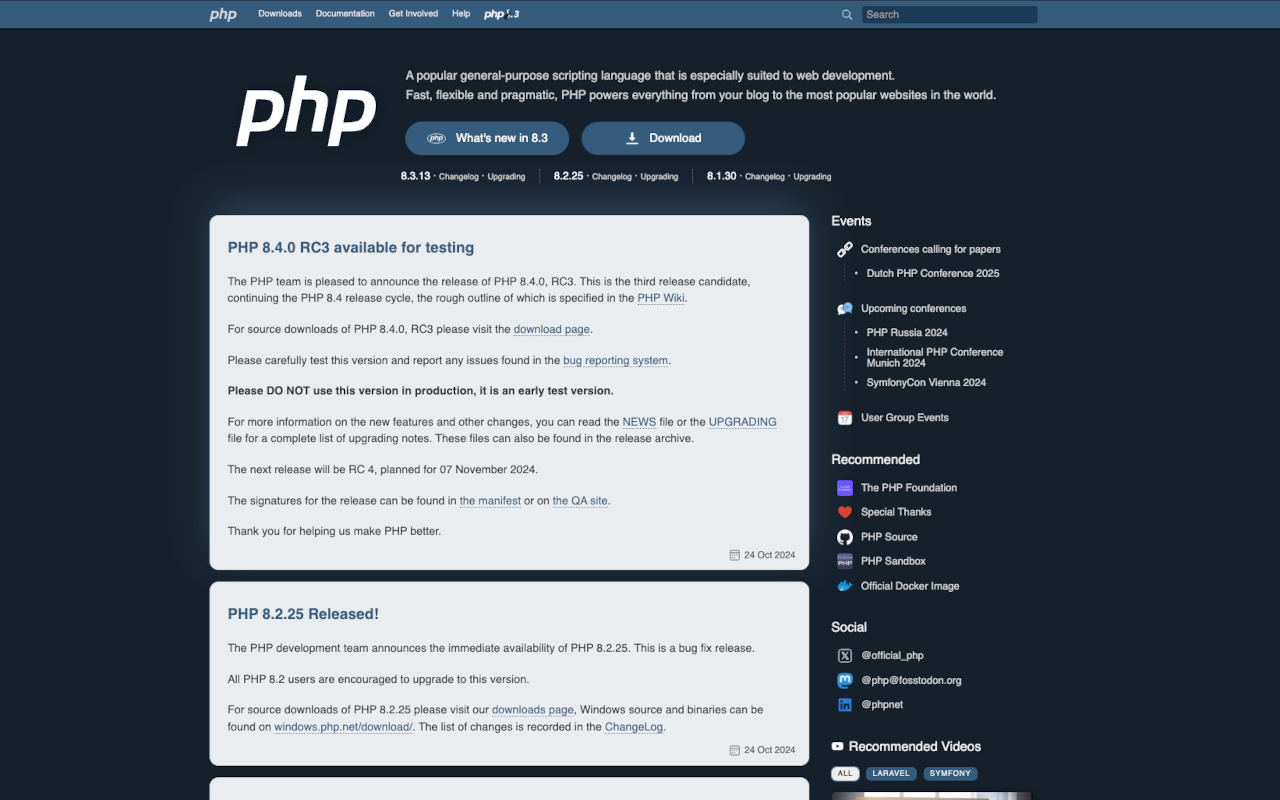 php
Downloads Documentation Get Involved Help
Search
php
A popular general-purpose scripting language that is especially suited to web development.
Fast, flexible and pragmatic, PHP powers everything from your blog to the most popular websites in the world.
php What's new in 8.3
Download
8.3.13 · Changelog · Upgrading
8.2.25 · Changelog · Upgrading
8.1.30 · Changelog · Upgrading
PHP 8.4.0 RC3 available for testing
The PHP team is pleased to announce the release of PHP 8.4.0, RC3. This is the third release candidate,
continuing the PHP 8.4 release cycle, the rough outline of which is specified in the PHP Wiki.
For source downloads of PHP 8.4.0, RC3 please visit the download page.
Please carefully test this version and report any issues found in the bug reporting system.
Please DO NOT use this version in production, it is an early test version.
For more information on the new features and other changes, you can read the NEWS file or the UPGRADING
file for a complete list of upgrading notes. These files can also be found in the release archive.
The next release will be RC 4, planned for 07 November 2024.
The signatures for the release can be found in the manifest or on the QA site.
Thank you for helping us make PHP better.
24 Oct 2024
PHP 8.2.25 Released!
The PHP development team announces the immediate availability of PHP 8.2.25. This is a bug fix release.
All PHP 8.2 users are encouraged to upgrade to this version.
For source downloads of PHP 8.2.25 please visit our downloads page, Windows source and binaries can be
found on windows.php.net/download/. The list of changes is recorded in the ChangeLog.
24 Oct 2024
Events
Conferences calling for papers
• Dutch PHP Conference 2025
Upcoming conferences
• PHP Russia 2024
• International PHP Conference
Munich 2024
• SymfonyCon Vienna 2024
17 User Group Events
Recommended
The PHP Foundation
Special Thanks
PHP Source
PHP Sandbox
Official Docker Image
Social
@official_php
@php@fosstodon.org
@phpnet
Recommended Videos
ALL LARAVEL SYMFONY